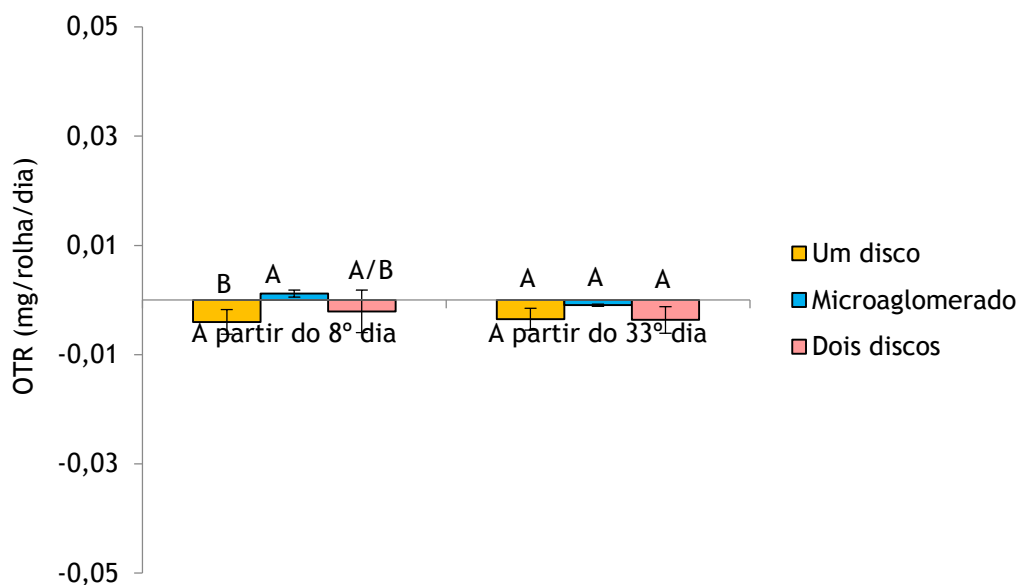 0,05
0,03
0,01
-0,01
-0,03
-0,05
OTR (mg/rolha/dia)
B A A/B A A A
A partir do 8º dia A partir do 33º dia
Um disco
Microaglomerado
Dois discos